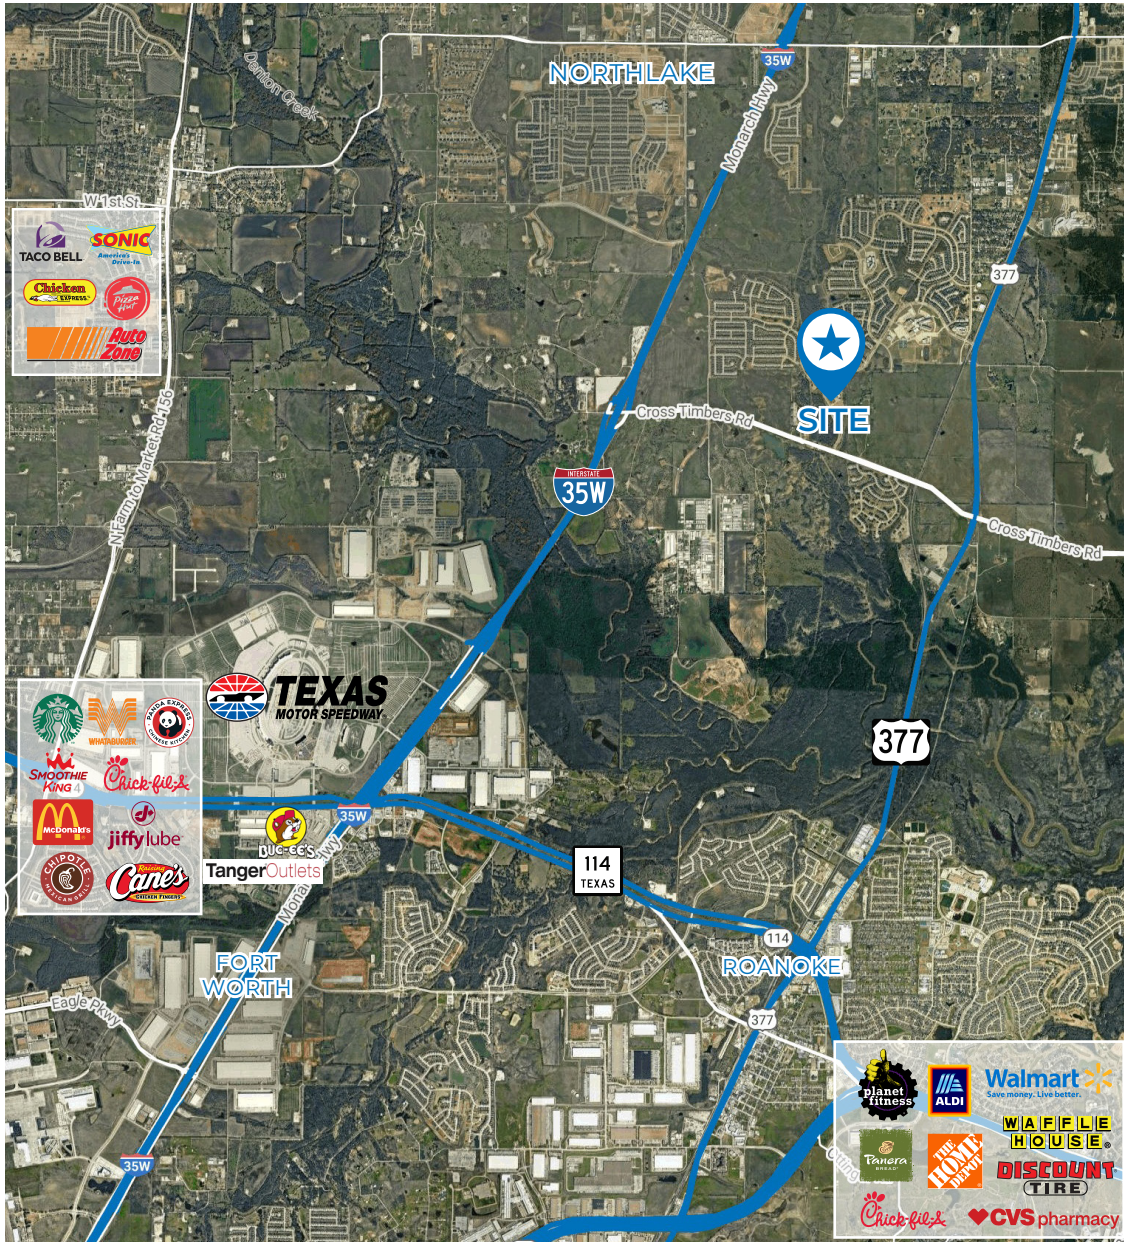 35W
NORTHLAKE
Denton Creek
Monarch Hwy
W 1st St
TACO BELL
SONIC
America's
Drive-In
Chicken
EXPRESS
Pizza
Hut
Auto
Zone
377
SITE
Cross Timbers Rd
N Farm to Market Rd 156
INTERSTATE
35W
Cross Timbers Rd
TEXAS
MOTOR SPEEDWAY
WHATABURGER
PANDA EXPRESS
CHINESE KITCHEN
377
SMOOTHIE
KING
Chick-fil-A
McDonald's
jiffy lube
CHIPOTLE
MEXICAN GRILL
Raising
Cane's
CHICKEN FINGERS
35W
BUC-EE'S
TangerOutlets
114
TEXAS
114
ROANOKE
FORT
WORTH
Eagle Pkwy
377
35W
planet
fitness
ALDI
Walmart
Save money. Live better.
WAFFLE
HOUSE
Panera
BREAD
THE
HOME
DEPOT
DISCOUNT
TIRE
Chick-fil-A
CVS pharmacy